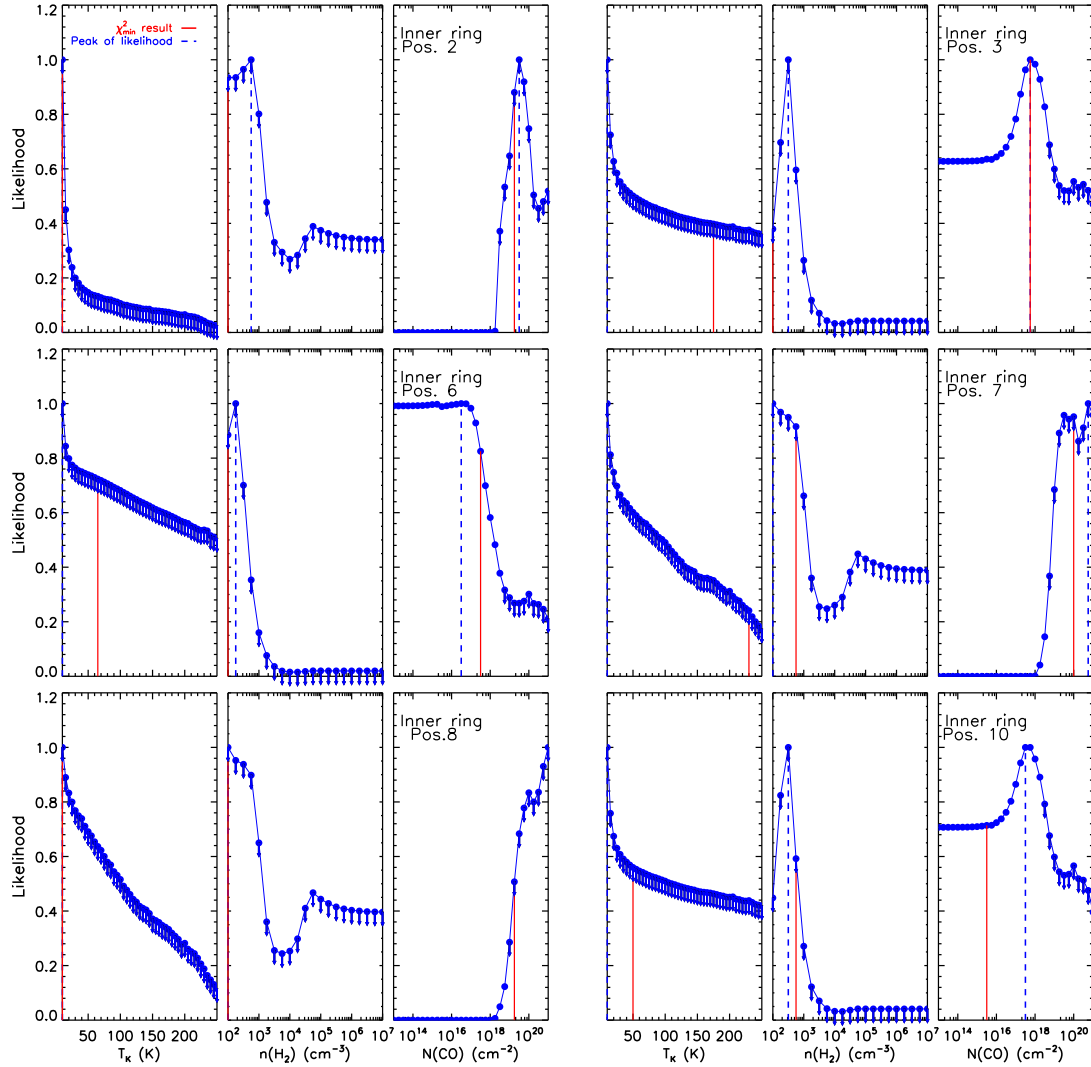 χ²min result
Peak of likelihood
Inner ring
Pos. 2
Inner ring
Pos. 3
1.2
1.0
0.8
0.6
0.4
0.2
0.0
Likelihood
Inner ring
Pos. 6
Inner ring
Pos. 7
1.2
1.0
0.8
0.6
0.4
0.2
0.0
Likelihood
Inner ring
Pos.8
Inner ring
Pos. 10
1.2
1.0
0.8
0.6
0.4
0.2
0.0
Likelihood
50 100 150 200 10² 10³ 10⁴ 10⁵ 10⁶ 10⁷ 10¹⁴ 10¹⁶ 10¹⁸ 10²⁰ 50 100 150 200 10² 10³ 10⁴ 10⁵ 10⁶ 10⁷ 10¹⁴ 10¹⁶ 10¹⁸ 10²⁰
T_K (K) n(H₂) (cm⁻³) N(CO) (cm⁻²) T_K (K) n(H₂) (cm⁻³) N(CO) (cm⁻²)